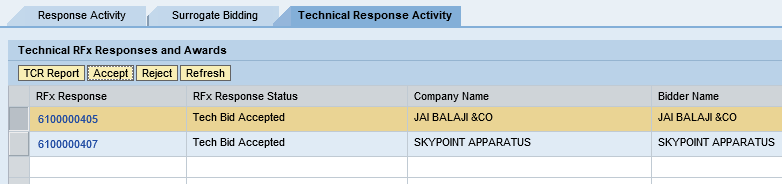 Response Activity Surrogate Bidding Technical Response Activity
Technical RFx Responses and Awards
TCR Report Accept Reject Refresh
RFx Response RFx Response Status Company Name Bidder Name
6100000405 Tech Bid Accepted JAI BALAJI &CO JAI BALAJI &CO
6100000407 Tech Bid Accepted SKYPOINT APPARATUS SKYPOINT APPARATUS